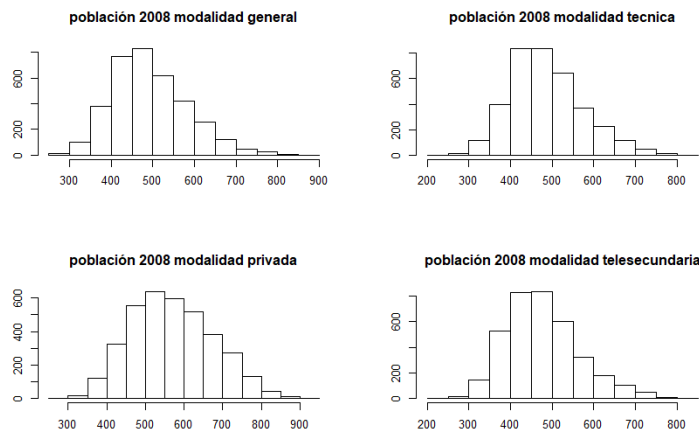 población 2008 modalidad general
600
200
0
300 400 500 600 700 800 900
población 2008 modalidad tecnica
600
200
0
200 300 400 500 600 700 800
población 2008 modalidad privada
600
400
200
0
300 400 500 600 700 800 900
población 2008 modalidad telesecundaria
600
200
0
200 300 400 500 600 700 800